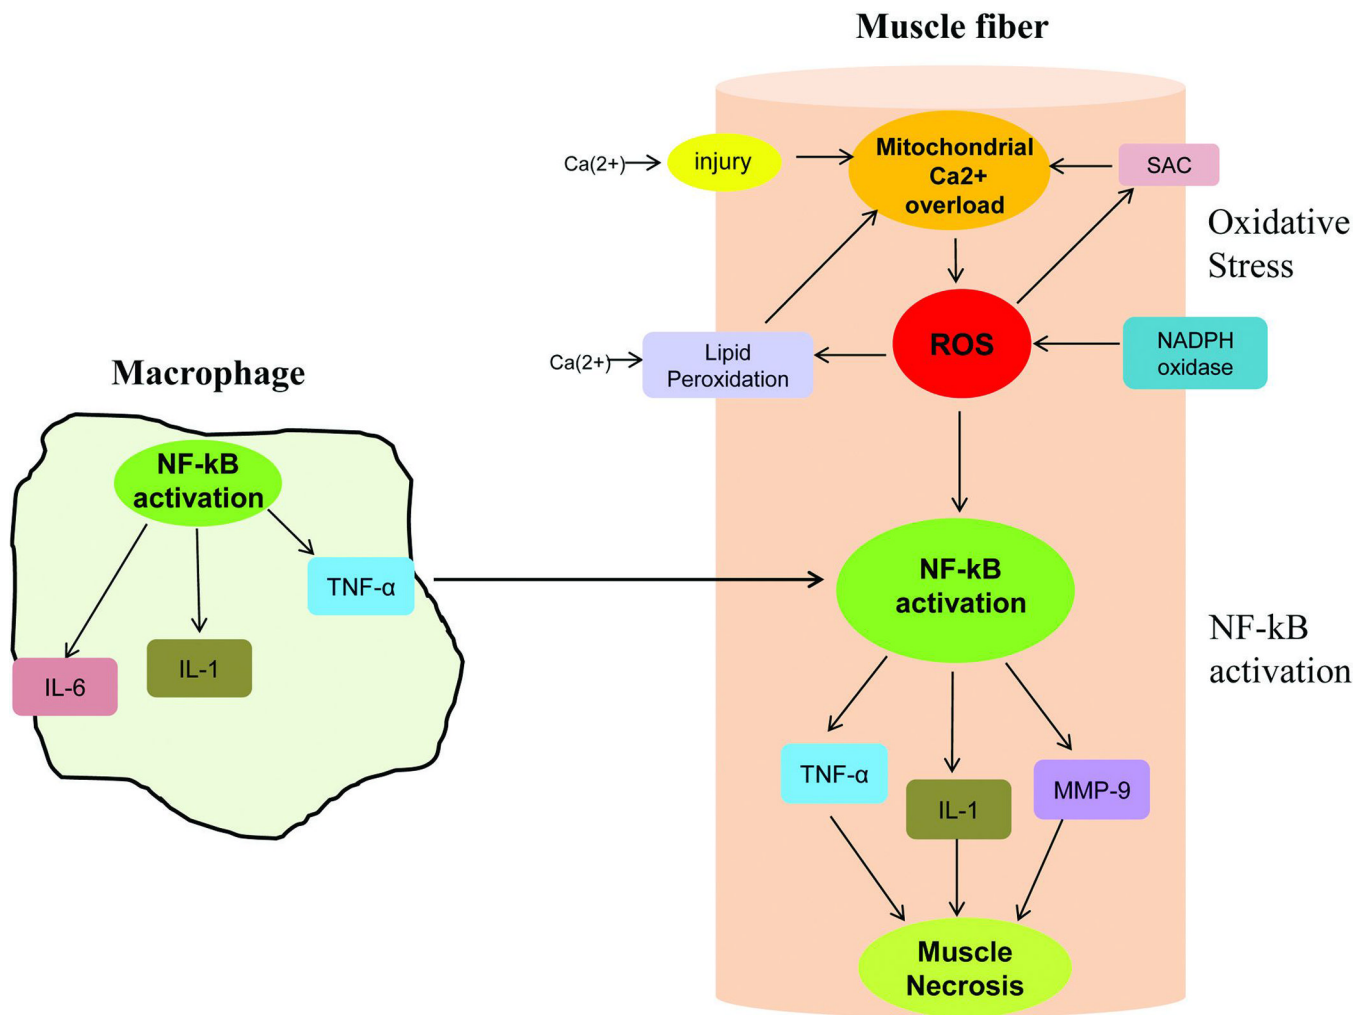 Muscle fiber
Ca(2+)
injury
Mitochondrial
Ca2+
overload
SAC
Oxidative
Stress
Ca(2+)
Lipid
Peroxidation
ROS
NADPH
oxidase
Macrophage
NF-kB
activation
TNF-α
IL-6
IL-1
NF-kB
activation
NF-kB
activation
TNF-α
IL-1
MMP-9
Muscle
Necrosis